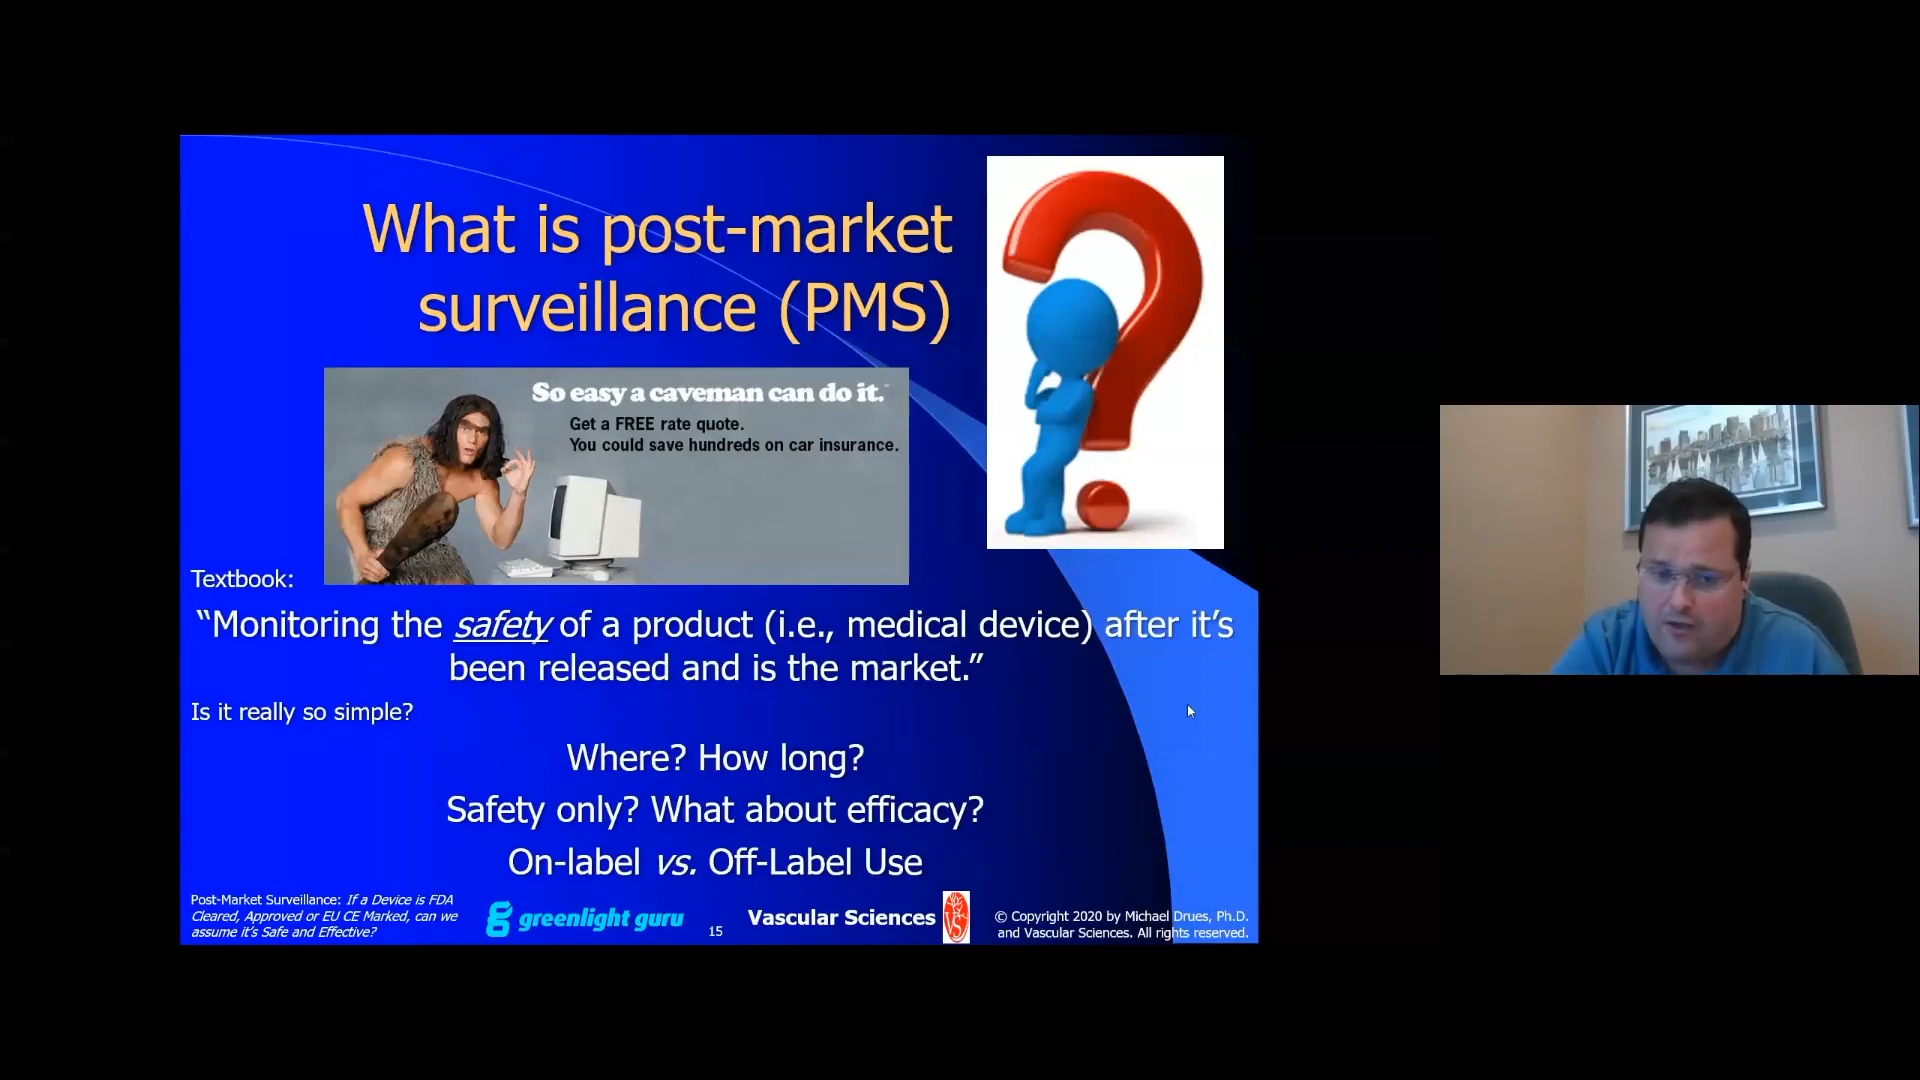 What is post-market
surveillance (PMS)
So easy a caveman can do it.
Get a FREE rate quote.
You could save hundreds on car insurance.
Textbook:
“Monitoring the safety of a product (i.e., medical device) after it’s
been released and is the market.”
Is it really so simple?
Where? How long?
Safety only? What about efficacy?
On-label vs. Off-Label Use
Post-Market Surveillance: If a Device is FDA
Cleared, Approved or EU CE Marked, can we
assume it’s Safe and Effective?
greenlight guru
15
Vascular Sciences
VS
© Copyright 2020 by Michael Drues, Ph.D.
and Vascular Sciences. All rights reserved.